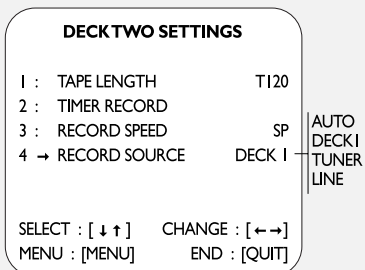 DECK TWO SETTINGS
1 : TAPE LENGTH T120
2 : TIMER RECORD
3 : RECORD SPEED SP
4 → RECORD SOURCE DECK 1
AUTO
DECK1
TUNER
LINE
SELECT : [↓↑] CHANGE : [←→]
MENU : [MENU] END : [QUIT]